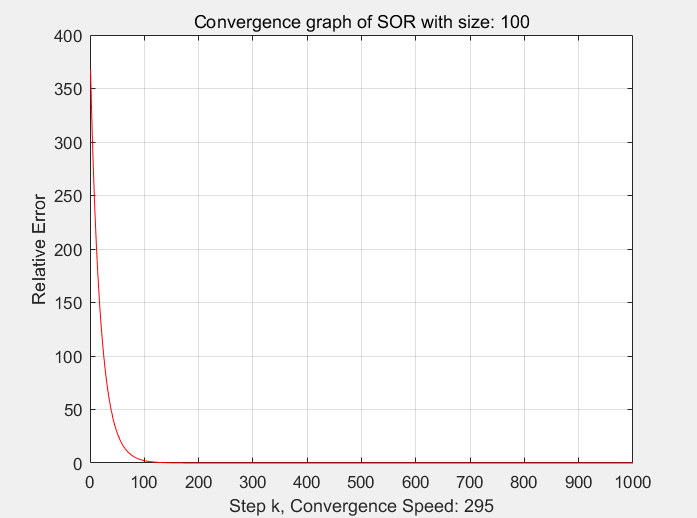 Convergence graph of SOR with size: 100
400
350
300
250
200
150
100
50
0
Relative Error
0 100 200 300 400 500 600 700 800 900 1000
Step k, Convergence Speed: 295